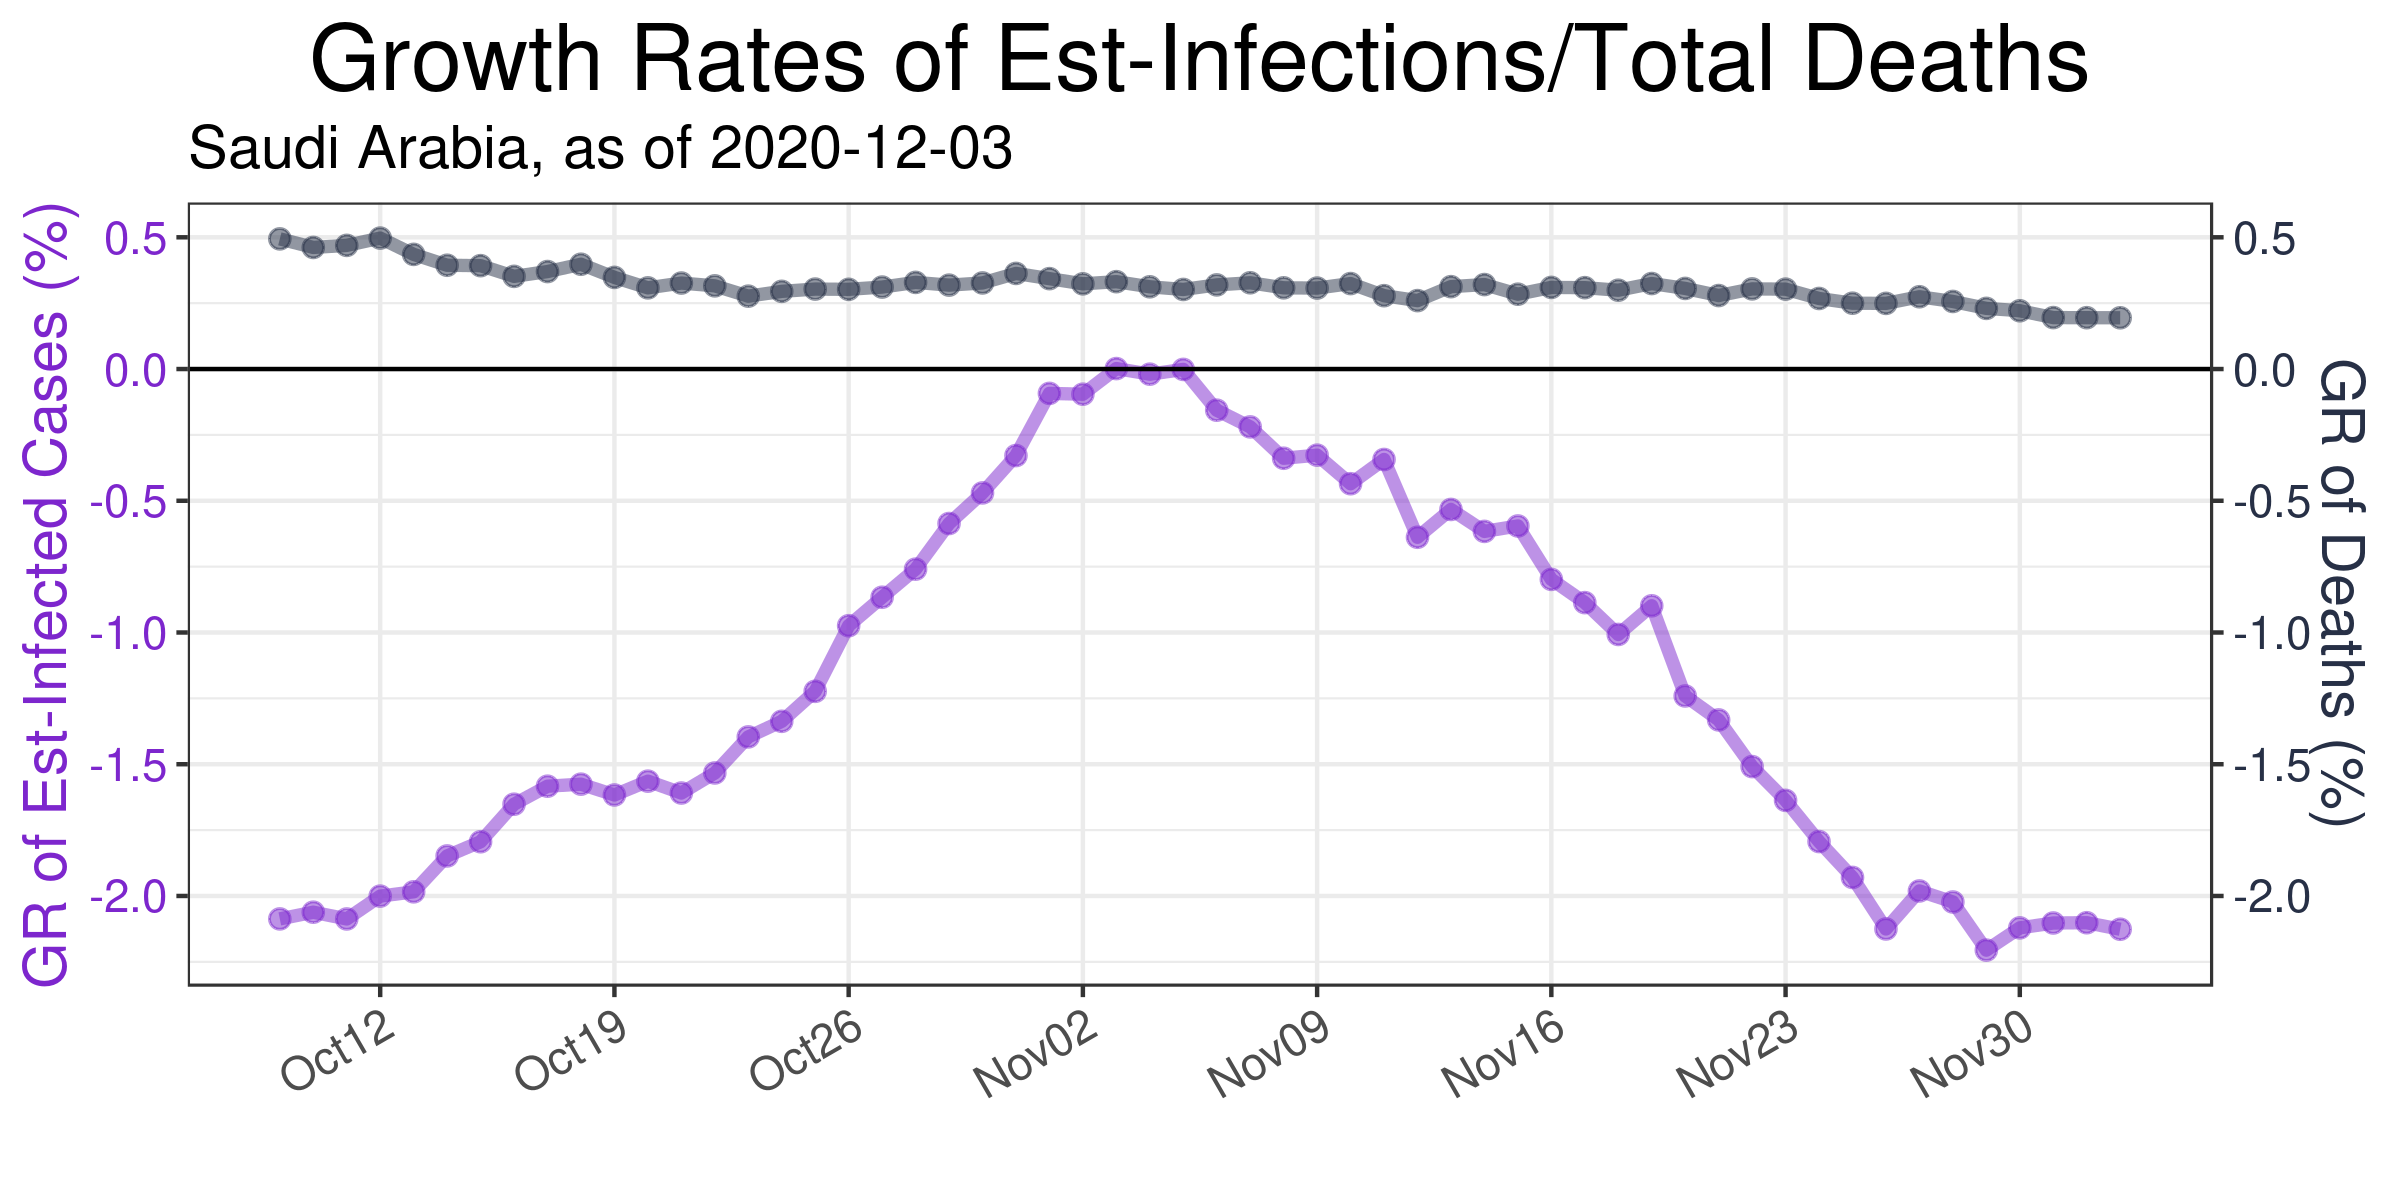 Growth Rates of Est-Infections/Total Deaths
Saudi Arabia, as of 2020-12-03
GR of Est-Infected Cases (%)
0.5
0.0
-0.5
-1.0
-1.5
-2.0
0.5
0.0
-0.5
-1.0
-1.5
-2.0
GR of Deaths (%)
Oct12
Oct19
Oct26
Nov02
Nov09
Nov16
Nov23
Nov30